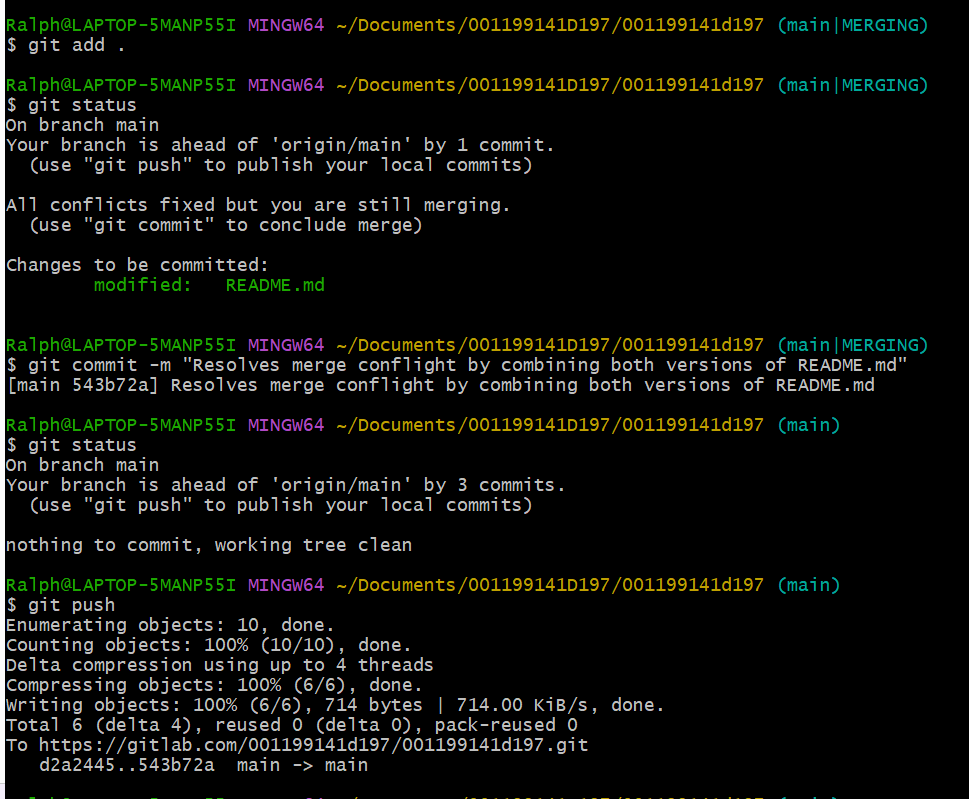 Ralph@LAPTOP-5MANP55I MINGW64 ~/Documents/001199141D197/001199141d197 (main|MERGING)
$ git add .
Ralph@LAPTOP-5MANP55I MINGW64 ~/Documents/001199141D197/001199141d197 (main|MERGING)
$ git status
On branch main
Your branch is ahead of 'origin/main' by 1 commit.
  (use "git push" to publish your local commits)
All conflicts fixed but you are still merging.
  (use "git commit" to conclude merge)
Changes to be committed:
        modified:   README.md
Ralph@LAPTOP-5MANP55I MINGW64 ~/Documents/001199141D197/001199141d197 (main|MERGING)
$ git commit -m "Resolves merge conflight by combining both versions of README.md"
[main 543b72a] Resolves merge conflight by combining both versions of README.md
Ralph@LAPTOP-5MANP55I MINGW64 ~/Documents/001199141D197/001199141d197 (main)
$ git status
On branch main
Your branch is ahead of 'origin/main' by 3 commits.
  (use "git push" to publish your local commits)
nothing to commit, working tree clean
Ralph@LAPTOP-5MANP55I MINGW64 ~/Documents/001199141D197/001199141d197 (main)
$ git push
Enumerating objects: 10, done.
Counting objects: 100% (10/10), done.
Delta compression using up to 4 threads
Compressing objects: 100% (6/6), done.
Writing objects: 100% (6/6), 714 bytes | 714.00 KiB/s, done.
Total 6 (delta 4), reused 0 (delta 0), pack-reused 0
To https://gitlab.com/001199141d197/001199141d197.git
   d2a2445..543b72a  main -> main